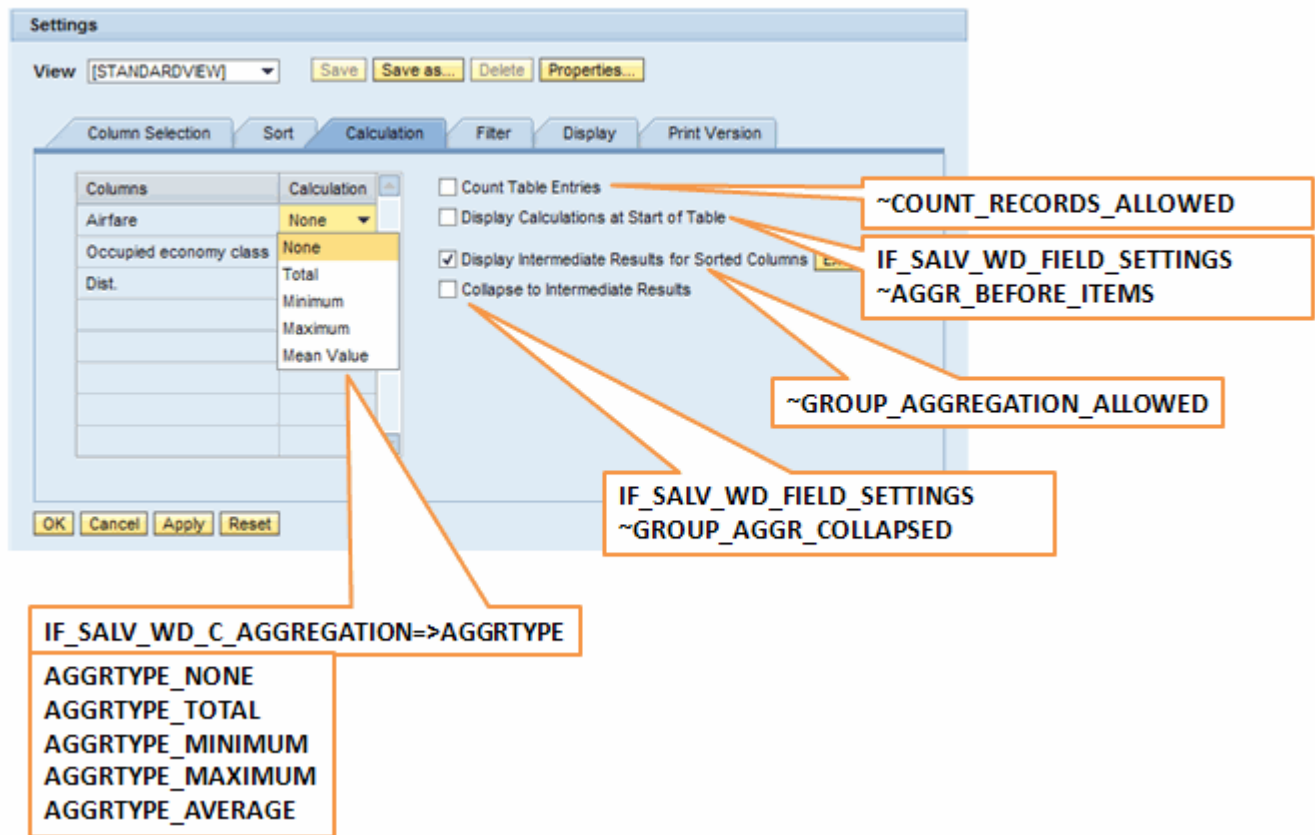 Settings
View [STANDARDVIEW] Save Save as... Delete Properties...
Column Selection Sort Calculation Filter Display Print Version
Columns Calculation
Airfare None
Occupied economy class
Dist.
None
Total
Minimum
Maximum
Mean Value
Count Table Entries
Display Calculations at Start of Table
Display Intermediate Results for Sorted Columns
Collapse to Intermediate Results
~COUNT_RECORDS_ALLOWED
IF_SALV_WD_FIELD_SETTINGS
~AGGR_BEFORE_ITEMS
~GROUP_AGGREGATION_ALLOWED
IF_SALV_WD_FIELD_SETTINGS
~GROUP_AGGR_COLLAPSED
OK Cancel Apply Reset
IF_SALV_WD_C_AGGREGATION=>AGGRTYPE
AGGRTYPE_NONE
AGGRTYPE_TOTAL
AGGRTYPE_MINIMUM
AGGRTYPE_MAXIMUM
AGGRTYPE_AVERAGE